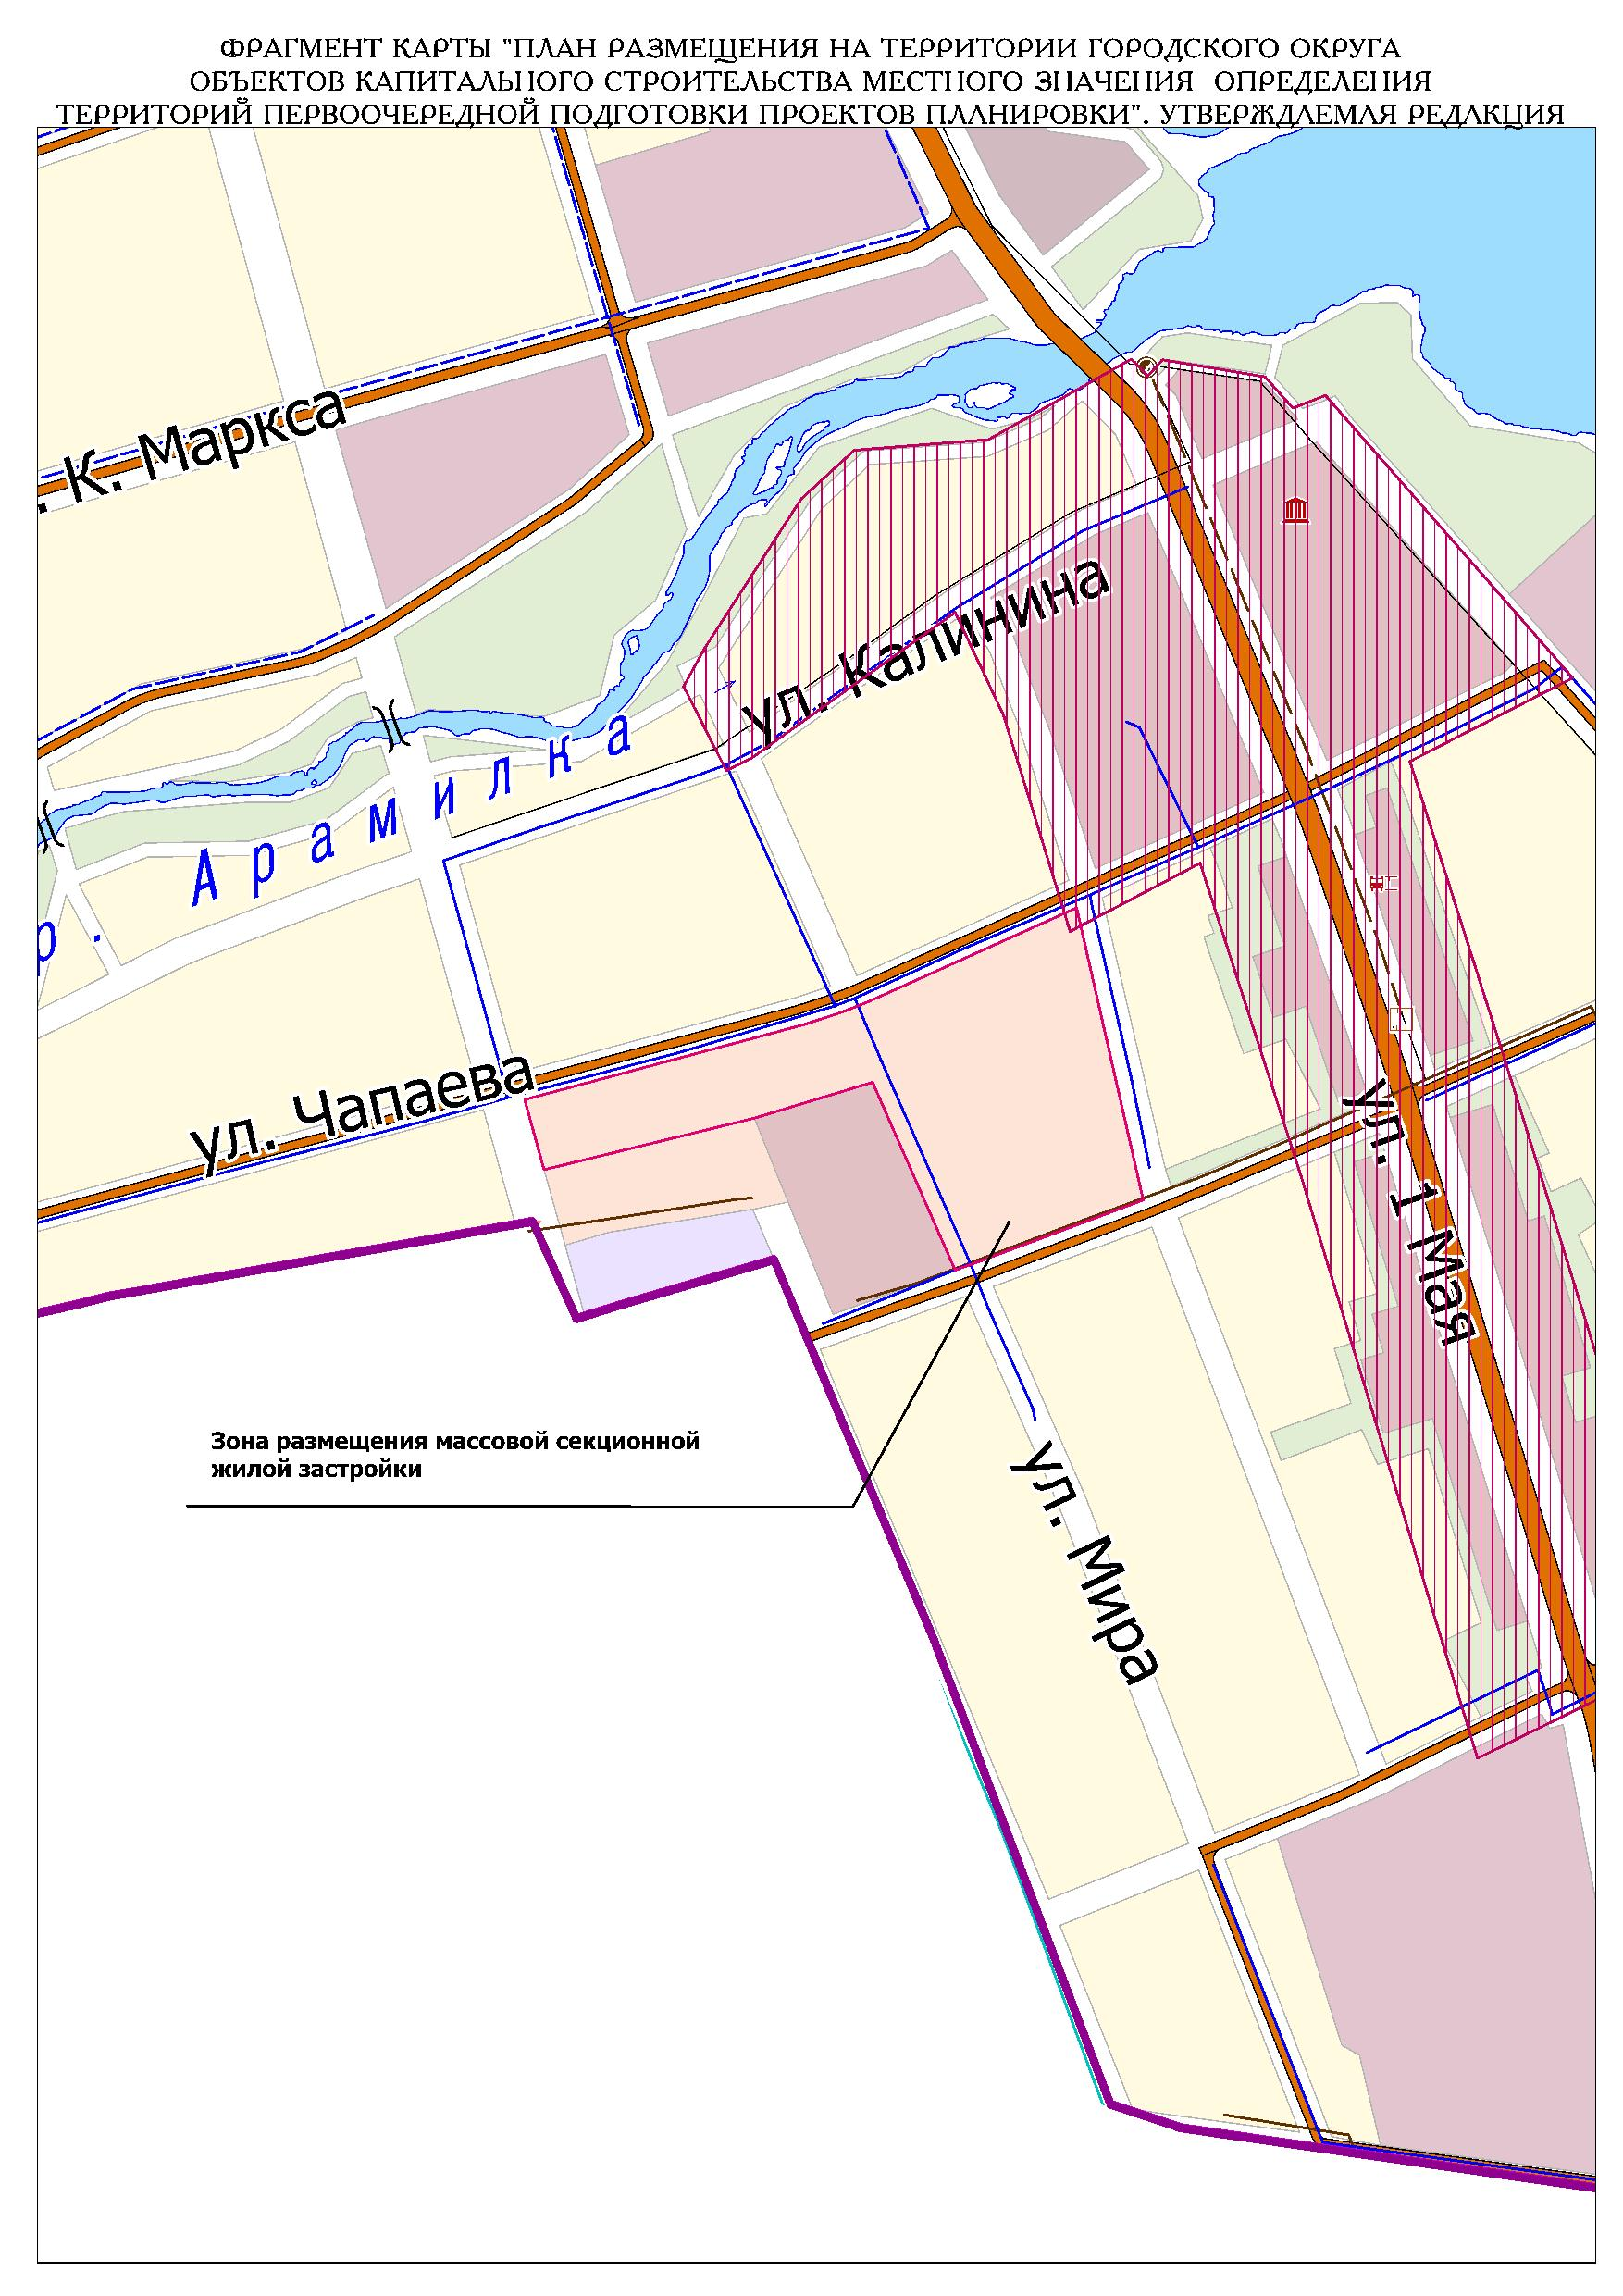 ФРАГМЕНТ КАРТЫ "ПЛАН РАЗМЕЩЕНИЯ НА ТЕРРИТОРИИ ГОРОДСКОГО ОКРУГА
ОБЪЕКТОВ КАПИТАЛЬНОГО СТРОИТЕЛЬСТВА МЕСТНОГО ЗНАЧЕНИЯ ОПРЕДЕЛЕНИЯ
ТЕРРИТОРИЙ ПЕРВООЧЕРЕДНОЙ ПОДГОТОВКИ ПРОЕКТОВ ПЛАНИРОВКИ". УТВЕРЖДАЕМАЯ РЕДАКЦИЯ
. К. Маркса
ул. Калинина
р. Арамилка
ул. Чапаева
ул. 1 Мая
Зона размещения массовой секционной
жилой застройки
ул. Мира